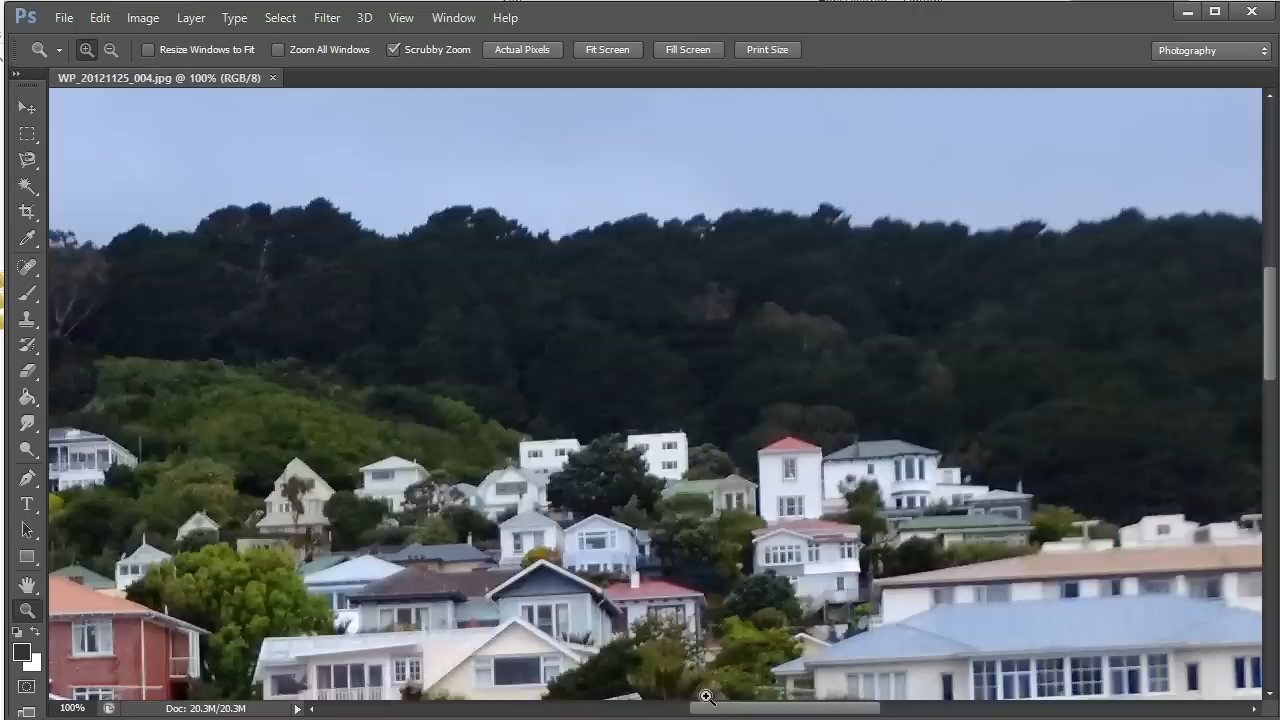 Ps File Edit Image Layer Type Select Filter 3D View Window Help
Resize Windows to Fit Zoom All Windows Scrubby Zoom Actual Pixels Fit Screen Fill Screen Print Size Photography
WP_20121125_004.jpg @ 100% (RGB/8) ×
T
100% Doc: 20.3M/20.3M